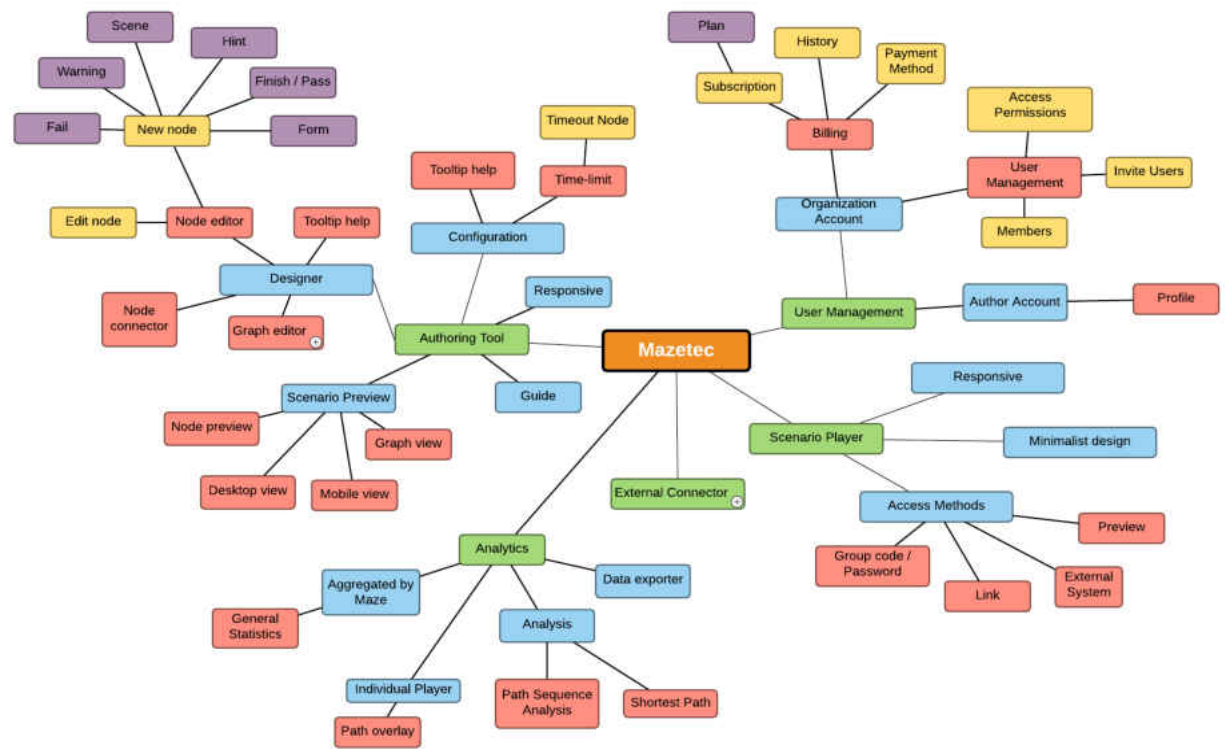 Scene
Hint
Warning
Finish / Pass
Fail
New node
Form
Plan
History
Payment
Method
Subscription
Billing
Access
Permissions
User
Management
Invite Users
Members
Organization
Account
Timeout Node
Tooltip help
Time-limit
Configuration
Edit node
Node editor
Tooltip help
Designer
Node
connector
Graph editor
Responsive
Authoring Tool
Mazetec
User Management
Author Account
Profile
Scenario Preview
Guide
Node preview
Graph view
Desktop view
Mobile view
Responsive
Scenario Player
Minimalist design
External Connector
Access Methods
Preview
Group code /
Password
Link
External
System
Analytics
Aggregated by
Maze
Data exporter
General
Statistics
Analysis
Individual Player
Path Sequence
Analysis
Shortest Path
Path overlay